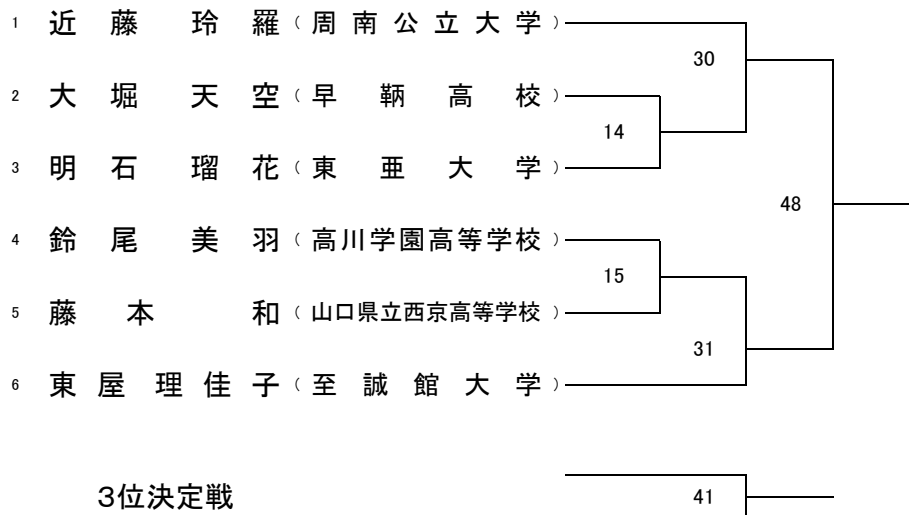 1 近藤 玲羅 (周南公立大学)
30
2 大堀 天空 (早鞆高校)
14
3 明石 瑠花 (東亜大学)
48
4 鈴尾 美羽 (高川学園高等学校)
15
5 藤本 和 (山口県立西京高等学校)
31
6 東屋 理佳子 (至誠館大学)
3位決定戦 41